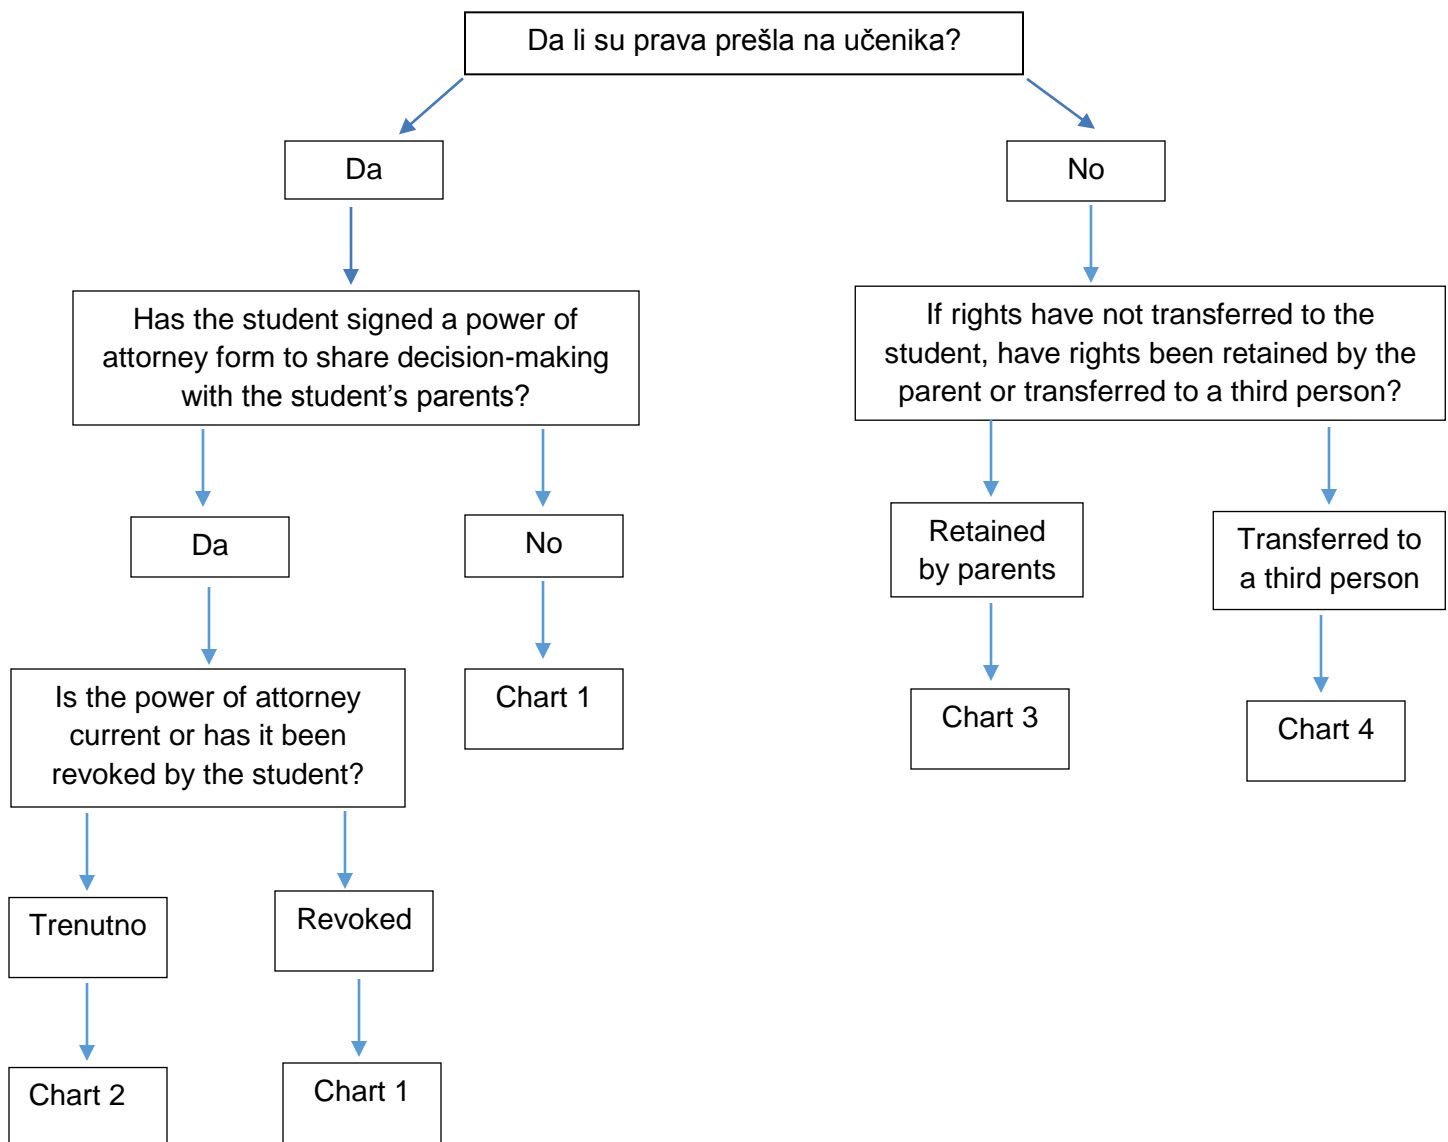 Da li su prava prešla na učenika?
Da
No
Has the student signed a power of
attorney form to share decision-making
with the student’s parents?
If rights have not transferred to the
student, have rights been retained by the
parent or transferred to a third person?
Da
No
Retained
by parents
Transferred to
a third person
Is the power of attorney
current or has it been
revoked by the student?
Chart 1
Chart 3
Chart 4
Trenutno
Revoked
Chart 2
Chart 1